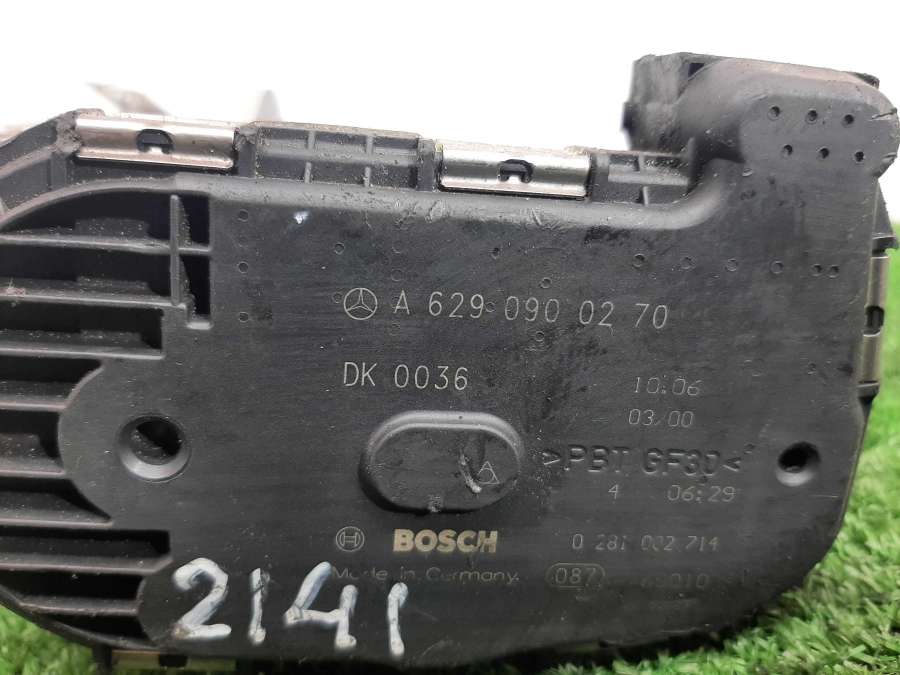 A 629 090 02 70
DK 0036
10:06
03/00
>PBT GF30<
4 06:29
BOSCH 0 281 002 714
Made in Germany. 087
2141